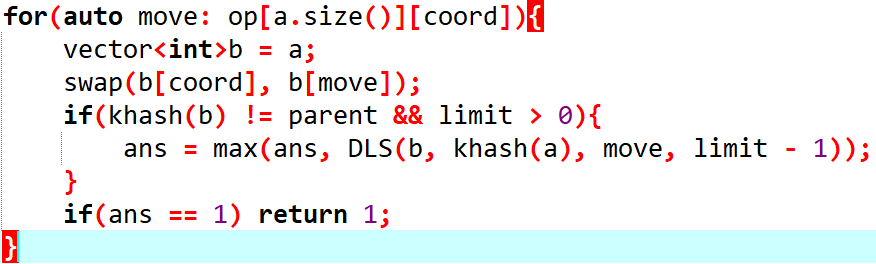 for(auto move: op[a.size()][coord]){
    vector<int>b = a;
    swap(b[coord], b[move]);
    if(khash(b) != parent && limit > 0){
        ans = max(ans, DLS(b, khash(a), move, limit - 1));
    }
    if(ans == 1) return 1;
}